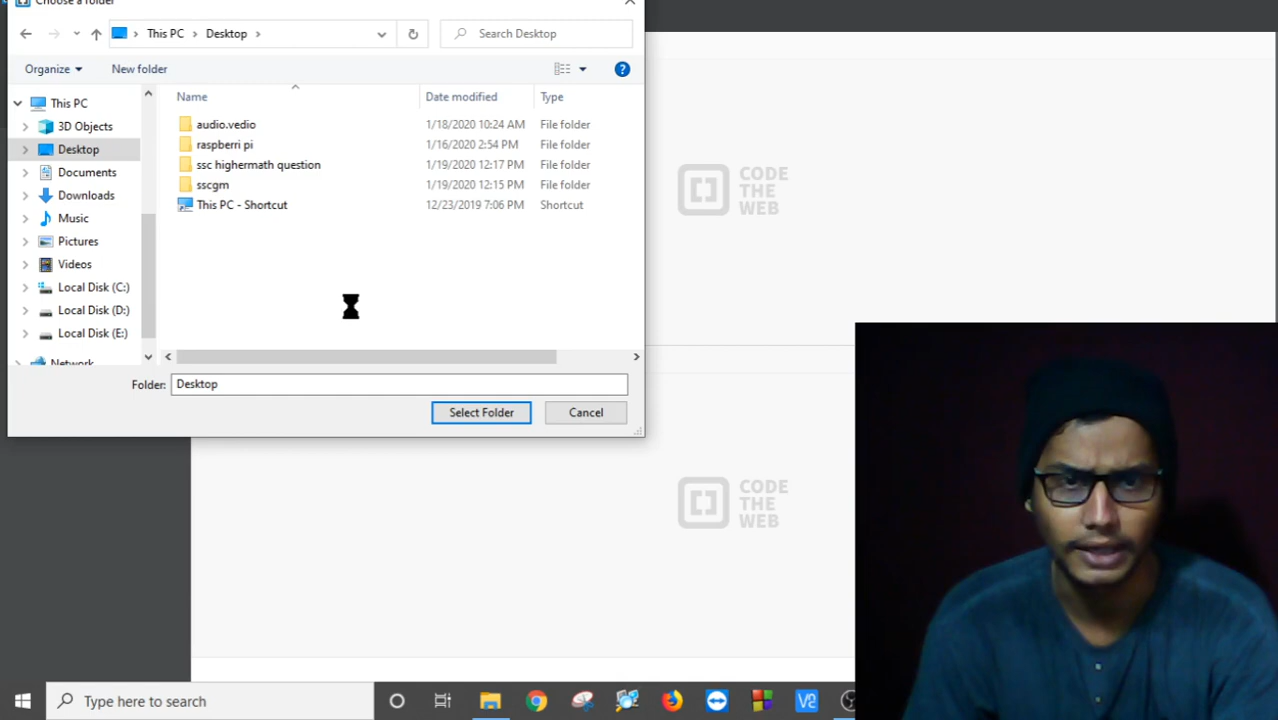 Choose a folder
This PC > Desktop >
Search Desktop
Organize
New folder
Name
Date modified
Type
This PC
3D Objects
Desktop
Documents
Downloads
Music
Pictures
Videos
Local Disk (C:)
Local Disk (D:)
Local Disk (E:)
Network
audio.vedio 1/18/2020 10:24 AM File folder
raspberri pi 1/16/2020 2:54 PM File folder
ssc highermath question 1/19/2020 12:17 PM File folder
sscgm 1/19/2020 12:15 PM File folder
This PC - Shortcut 12/23/2019 7:06 PM Shortcut
Folder: Desktop
Select Folder
Cancel
CODE
THE
WEB
CODE
THE
WEB
Type here to search
V2